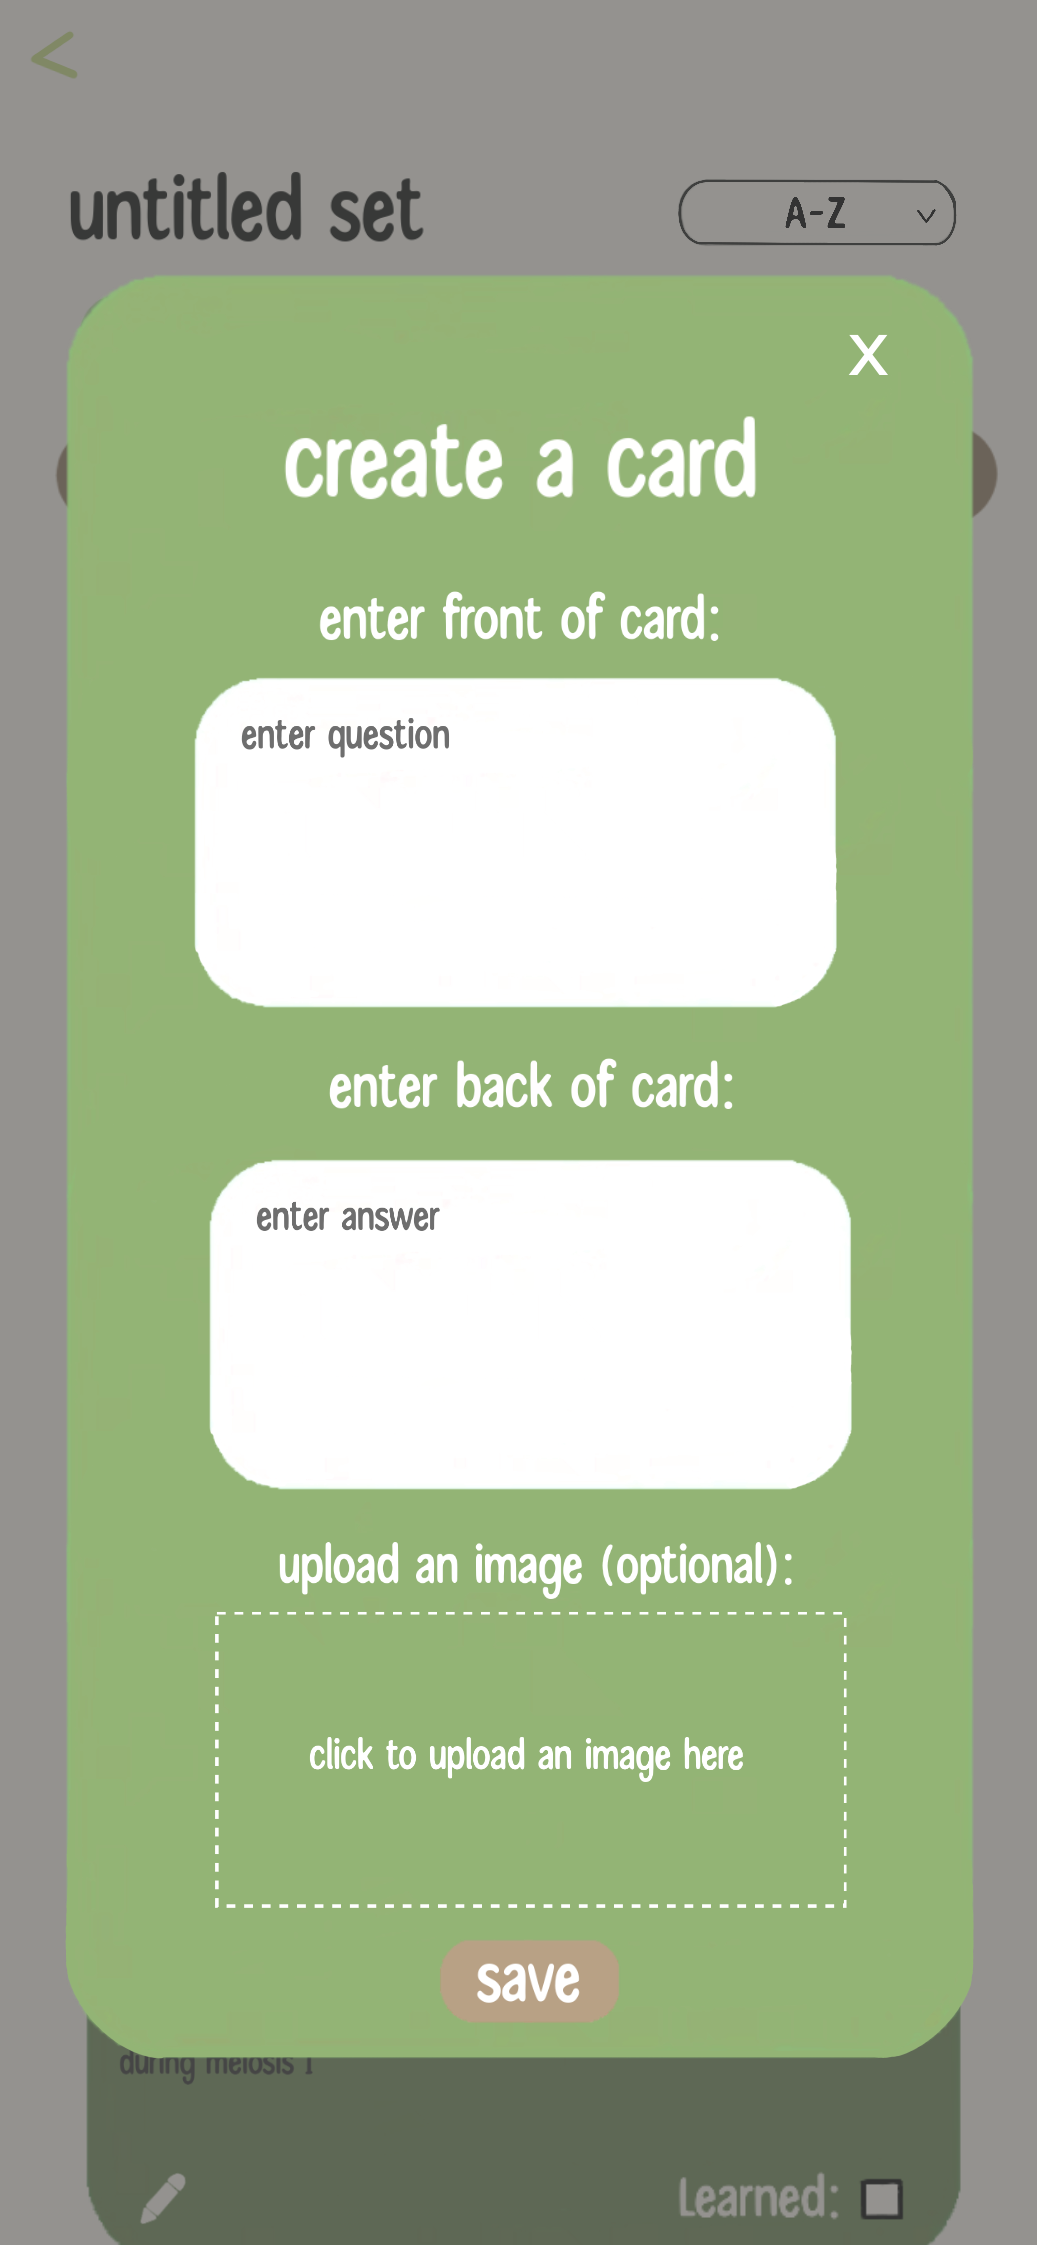 <
untitled set
A-Z
X
create a card
enter front of card:
enter question
enter back of card:
enter answer
upload an image (optional):
click to upload an image here
save
during meiosis I
Learned: